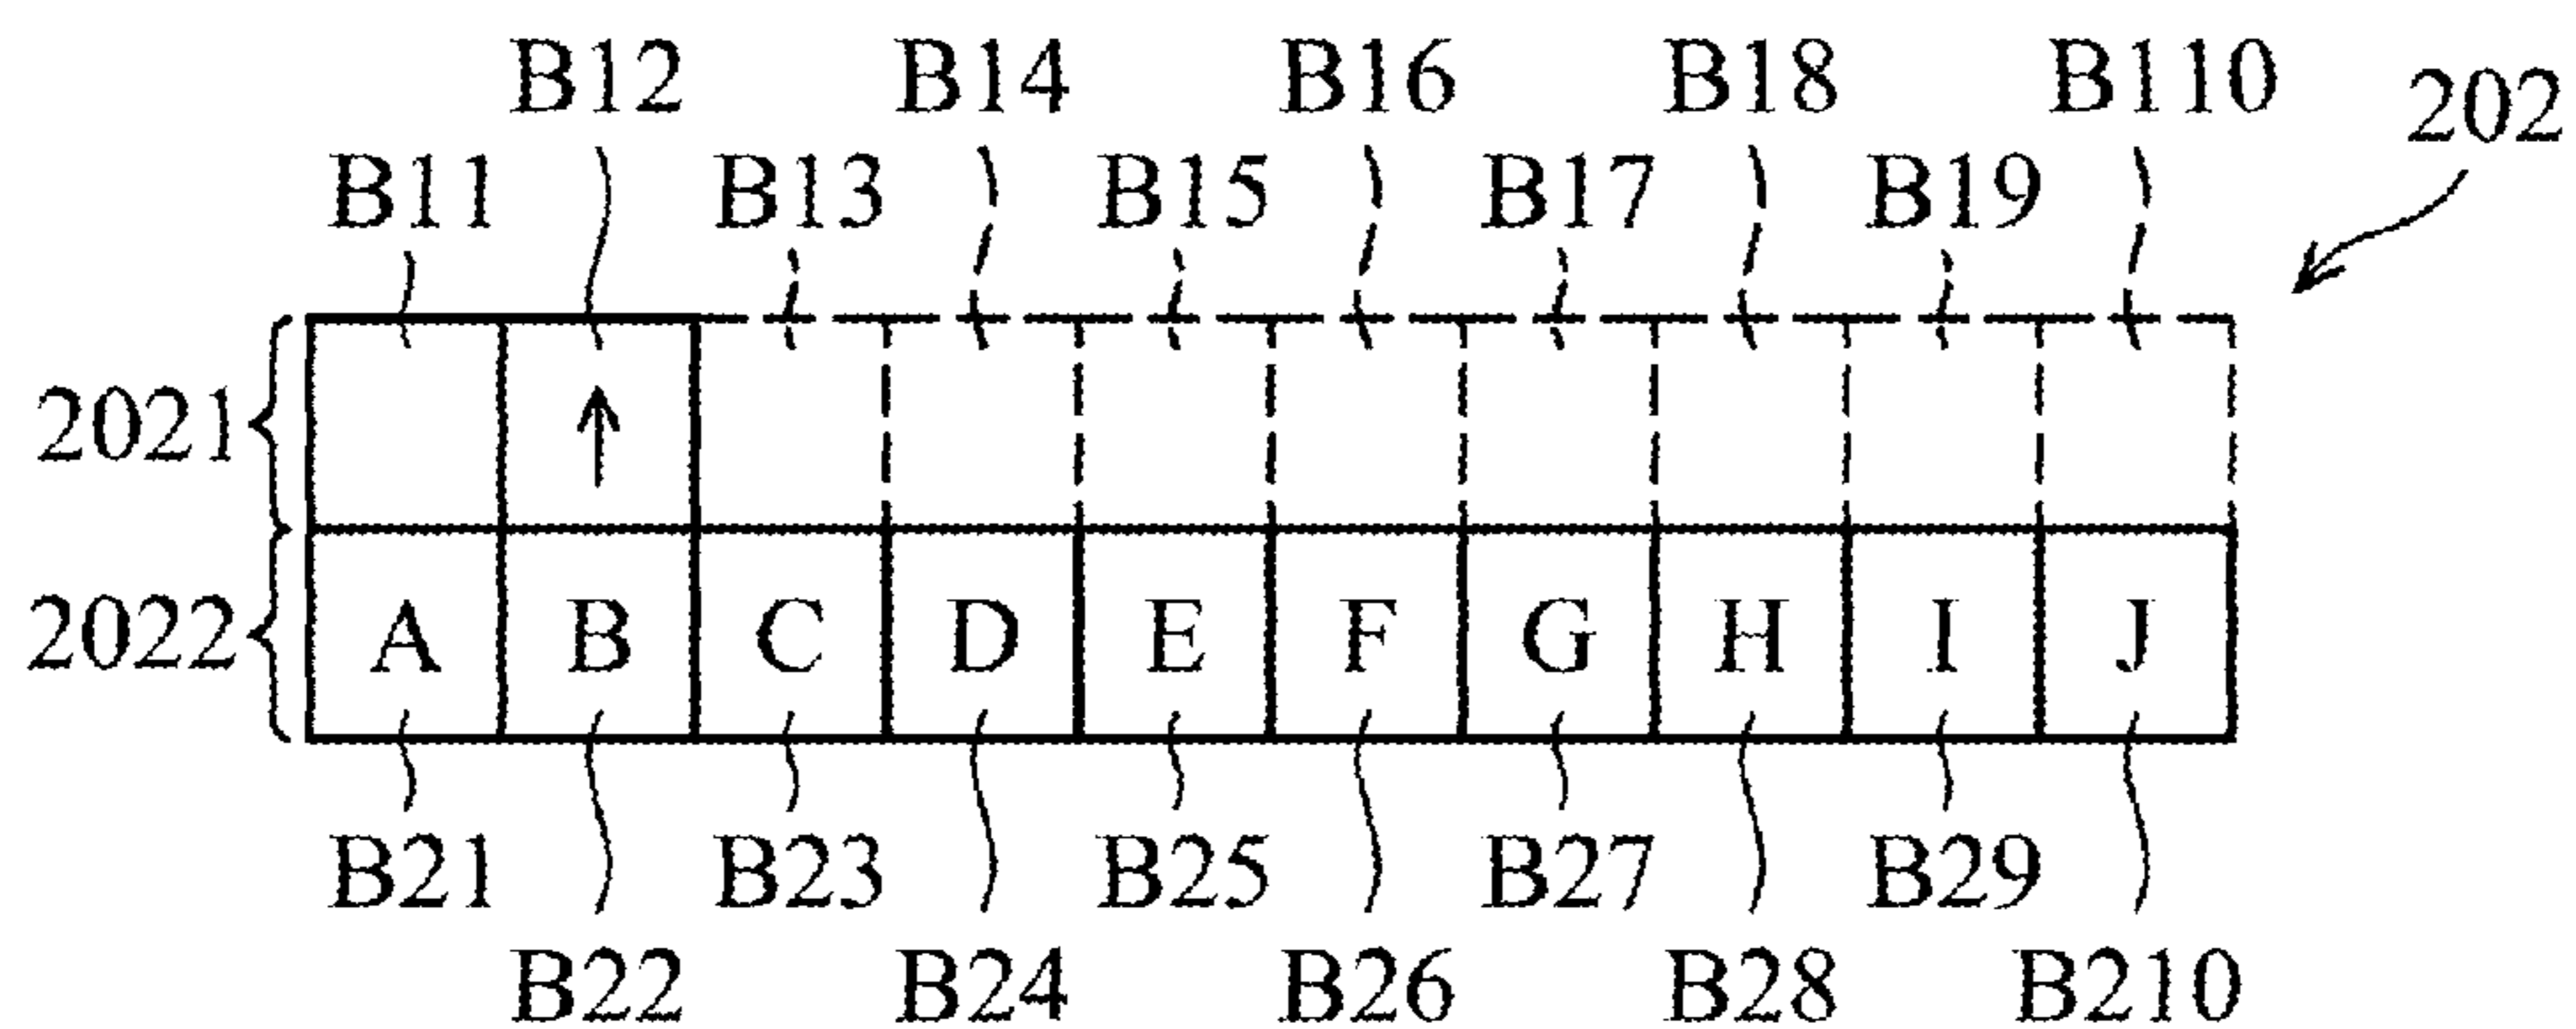 B12 B14 B16 B18 B110 202
B11 B13 B15 B17 B19
2021 ↑
2022 A B C D E F G H I J
B21 B23 B25 B27 B29
B22 B24 B26 B28 B210